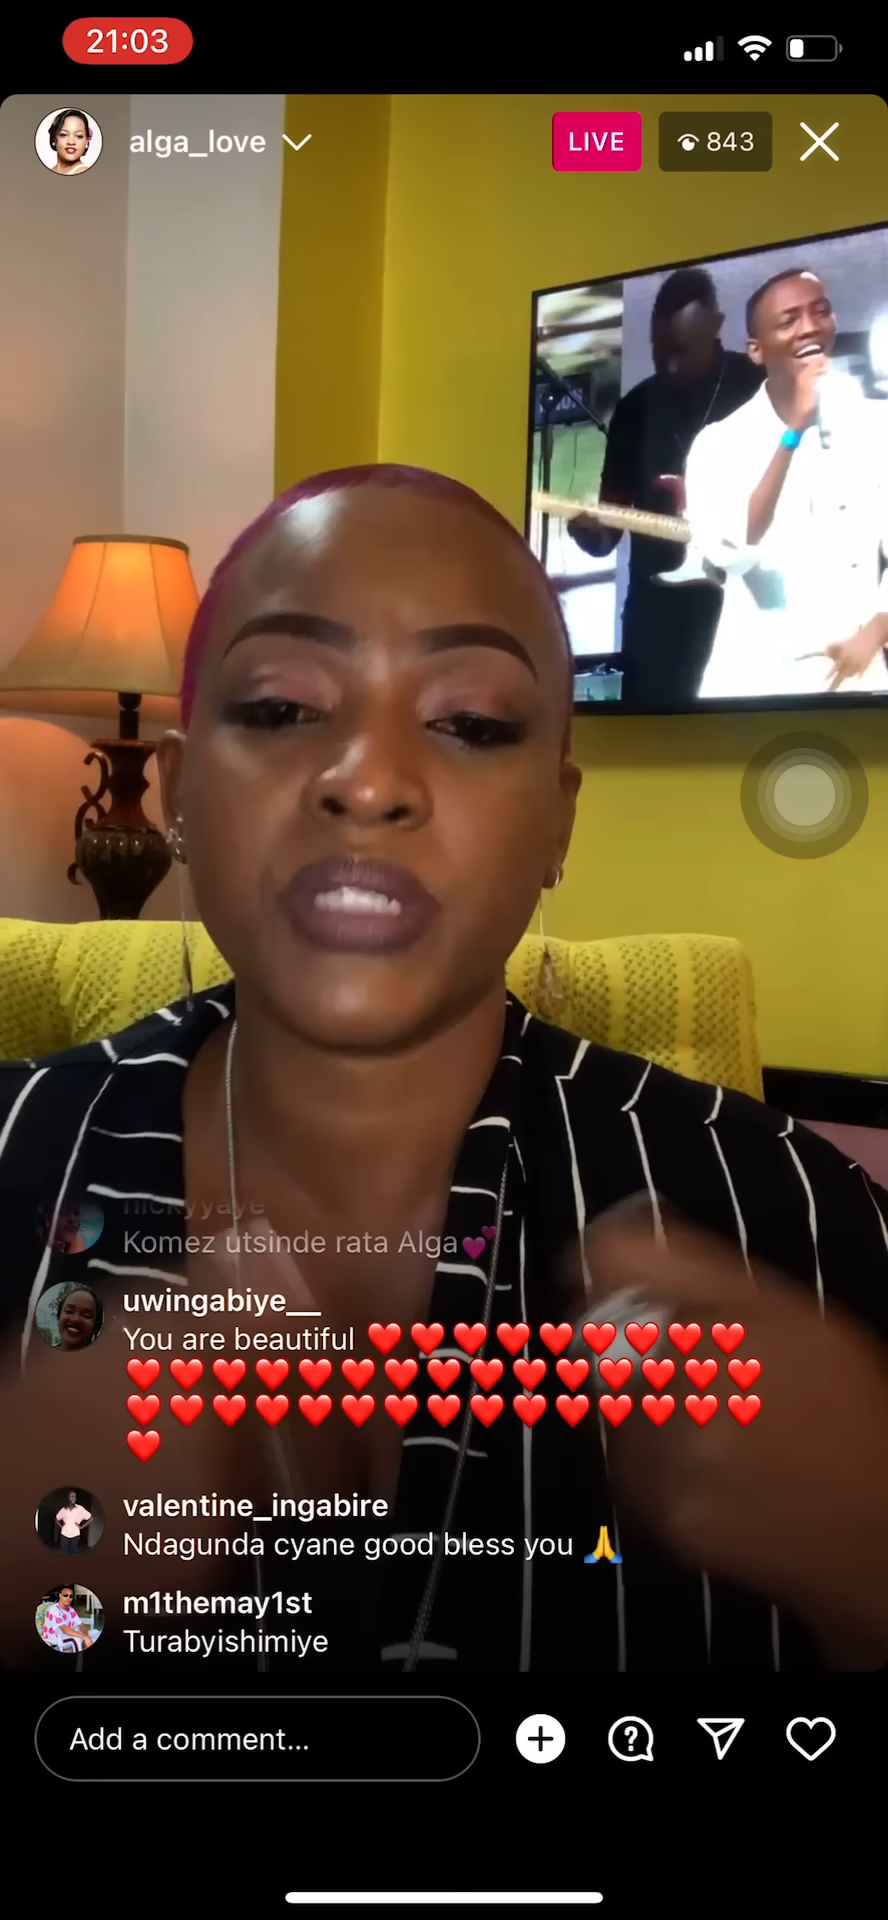 21:03
alga_love
LIVE
843
nickyyaye
Komez utsinde rata Alga💕
uwingabiye__
You are beautiful ❤️❤️❤️❤️❤️❤️❤️❤️❤️
❤️❤️❤️❤️❤️❤️❤️❤️❤️❤️❤️❤️❤️❤️❤️
❤️❤️❤️❤️❤️❤️❤️❤️❤️❤️❤️❤️❤️❤️❤️
❤️
valentine_ingabire
Ndagunda cyane good bless you 🙏
m1themay1st
Turabyishimiye
Add a comment...